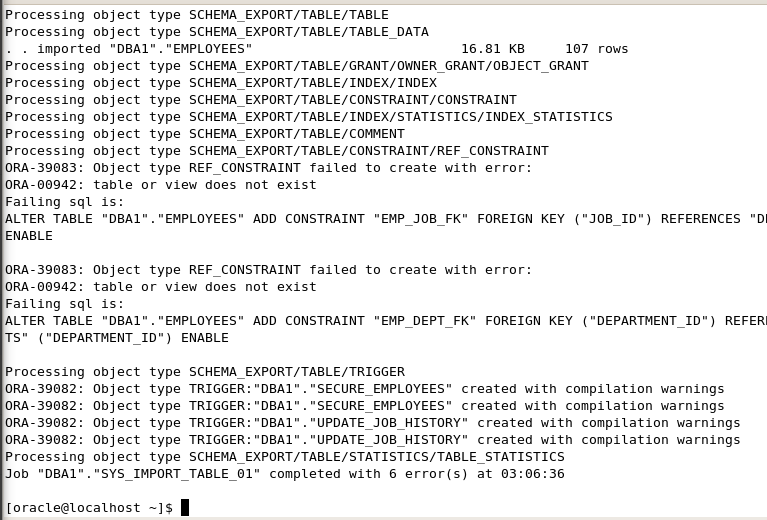 Processing object type SCHEMA_EXPORT/TABLE/TABLE
Processing object type SCHEMA_EXPORT/TABLE/TABLE_DATA
. . imported "DBA1"."EMPLOYEES"                          16.81 KB     107 rows
Processing object type SCHEMA_EXPORT/TABLE/GRANT/OWNER_GRANT/OBJECT_GRANT
Processing object type SCHEMA_EXPORT/TABLE/INDEX/INDEX
Processing object type SCHEMA_EXPORT/TABLE/CONSTRAINT/CONSTRAINT
Processing object type SCHEMA_EXPORT/TABLE/INDEX/STATISTICS/INDEX_STATISTICS
Processing object type SCHEMA_EXPORT/TABLE/COMMENT
Processing object type SCHEMA_EXPORT/TABLE/CONSTRAINT/REF_CONSTRAINT
ORA-39083: Object type REF_CONSTRAINT failed to create with error:
ORA-00942: table or view does not exist
Failing sql is:
ALTER TABLE "DBA1"."EMPLOYEES" ADD CONSTRAINT "EMP_JOB_FK" FOREIGN KEY ("JOB_ID") REFERENCES
ENABLE
ORA-39083: Object type REF_CONSTRAINT failed to create with error:
ORA-00942: table or view does not exist
Failing sql is:
ALTER TABLE "DBA1"."EMPLOYEES" ADD CONSTRAINT "EMP_DEPT_FK" FOREIGN KEY ("DEPARTMENT_ID")
TS" ("DEPARTMENT_ID") ENABLE
Processing object type SCHEMA_EXPORT/TABLE/TRIGGER
ORA-39082: Object type TRIGGER:"DBA1"."SECURE_EMPLOYEES" created with compilation warnings
ORA-39082: Object type TRIGGER:"DBA1"."SECURE_EMPLOYEES" created with compilation warnings
ORA-39082: Object type TRIGGER:"DBA1"."UPDATE_JOB_HISTORY" created with compilation warnings
ORA-39082: Object type TRIGGER:"DBA1"."UPDATE_JOB_HISTORY" created with compilation warnings
Processing object type SCHEMA_EXPORT/TABLE/STATISTICS/TABLE_STATISTICS
Job "DBA1"."SYS_IMPORT_TABLE_01" completed with 6 error(s) at 03:06:36
[oracle@localhost ~]$